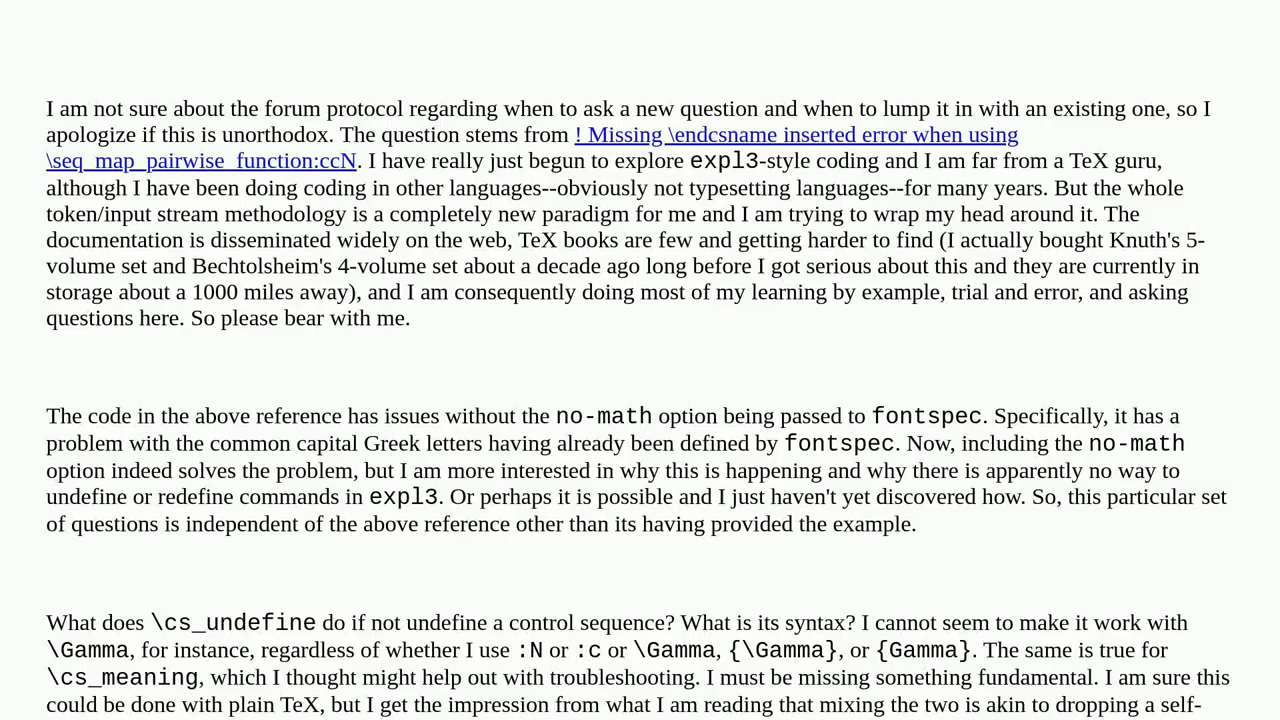 I am not sure about the forum protocol regarding when to ask a new question and when to lump it in with an existing one, so I
apologize if this is unorthodox. The question stems from ! Missing \endcsname inserted error when using
\seq_map_pairwise_function:ccN. I have really just begun to explore expl3-style coding and I am far from a TeX guru,
although I have been doing coding in other languages--obviously not typesetting languages--for many years. But the whole
token/input stream methodology is a completely new paradigm for me and I am trying to wrap my head around it. The
documentation is disseminated widely on the web, TeX books are few and getting harder to find (I actually bought Knuth's 5-
volume set and Bechtolsheim's 4-volume set about a decade ago long before I got serious about this and they are currently in
storage about a 1000 miles away), and I am consequently doing most of my learning by example, trial and error, and asking
questions here. So please bear with me.
The code in the above reference has issues without the no-math option being passed to fontspec. Specifically, it has a
problem with the common capital Greek letters having already been defined by fontspec. Now, including the no-math
option indeed solves the problem, but I am more interested in why this is happening and why there is apparently no way to
undefine or redefine commands in expl3. Or perhaps it is possible and I just haven't yet discovered how. So, this particular set
of questions is independent of the above reference other than its having provided the example.
What does \cs_undefine do if not undefine a control sequence? What is its syntax? I cannot seem to make it work with
\Gamma, for instance, regardless of whether I use :N or :c or \Gamma, {\Gamma}, or {Gamma}. The same is true for
\cs_meaning, which I thought might help out with troubleshooting. I must be missing something fundamental. I am sure this
could be done with plain TeX, but I get the impression from what I am reading that mixing the two is akin to dropping a self-